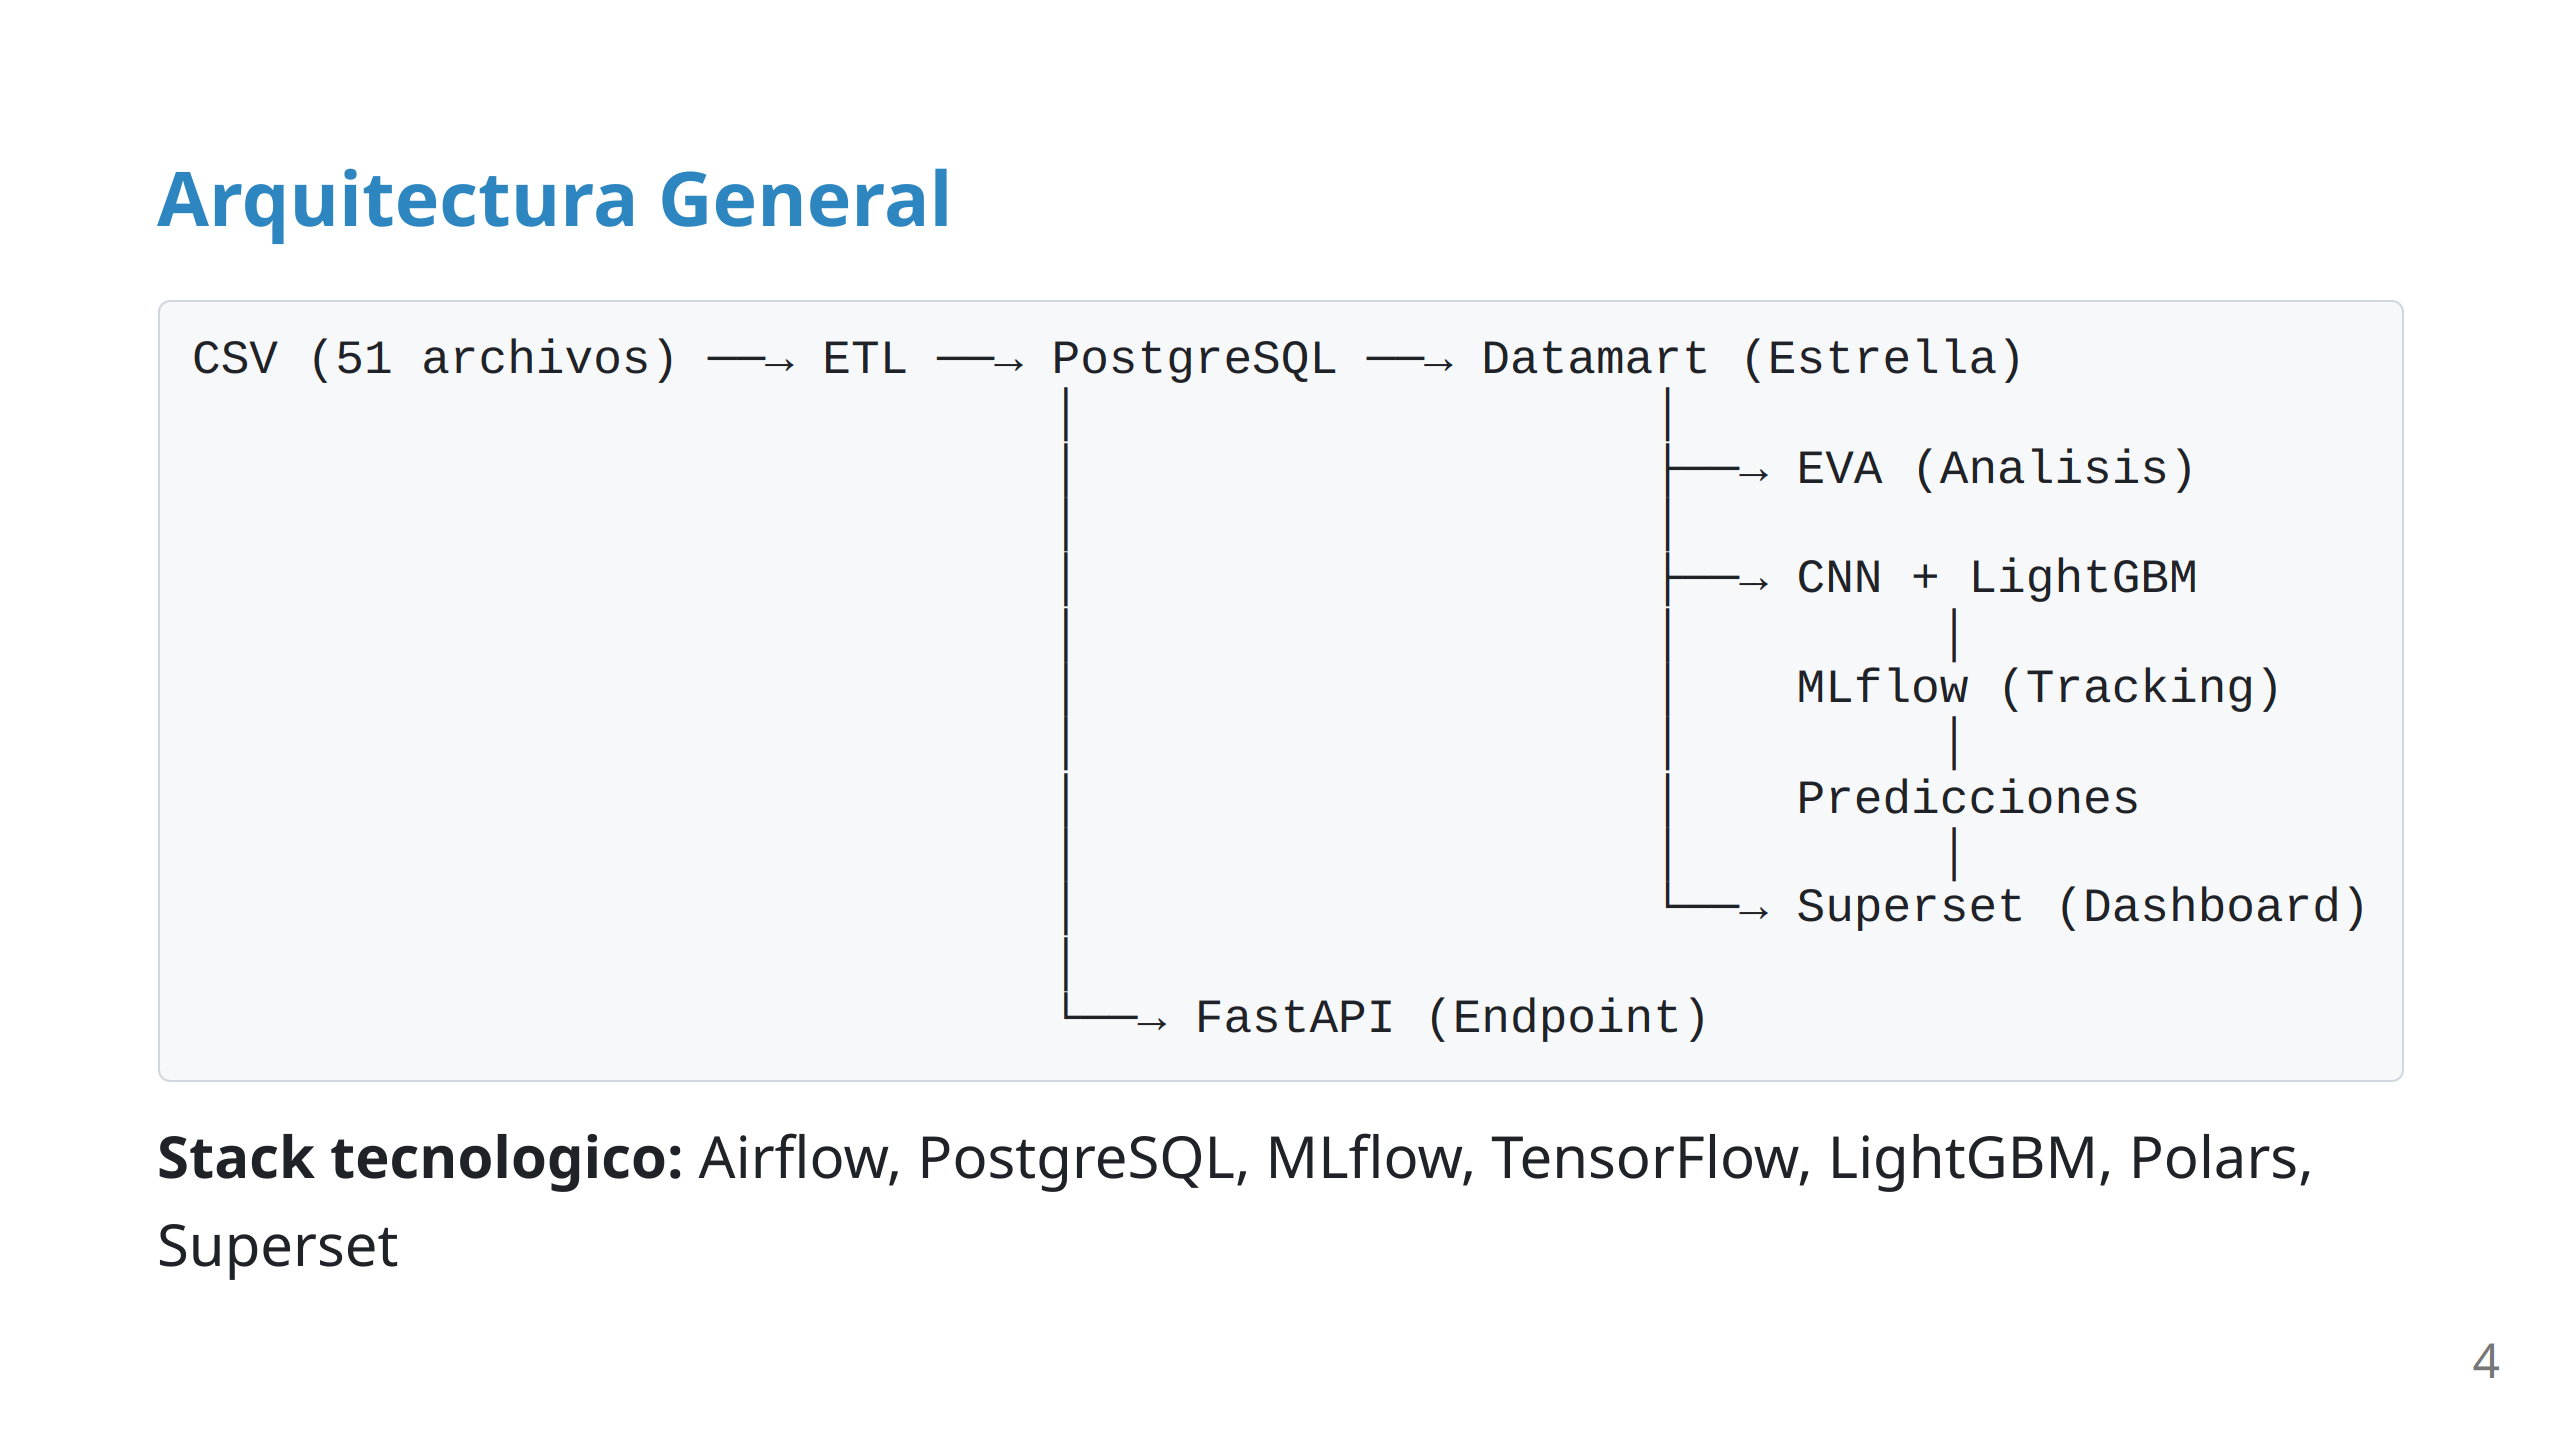 Arquitectura General
CSV (51 archivos) ──→ ETL ──→ PostgreSQL ──→ Datamart (Estrella)
├──→ EVA (Analisis)
├──→ CNN + LightGBM
MLflow (Tracking)
Predicciones
└──→ Superset (Dashboard)
└──→ FastAPI (Endpoint)
Stack tecnologico: Airflow, PostgreSQL, MLflow, TensorFlow, LightGBM, Polars,
Superset
4